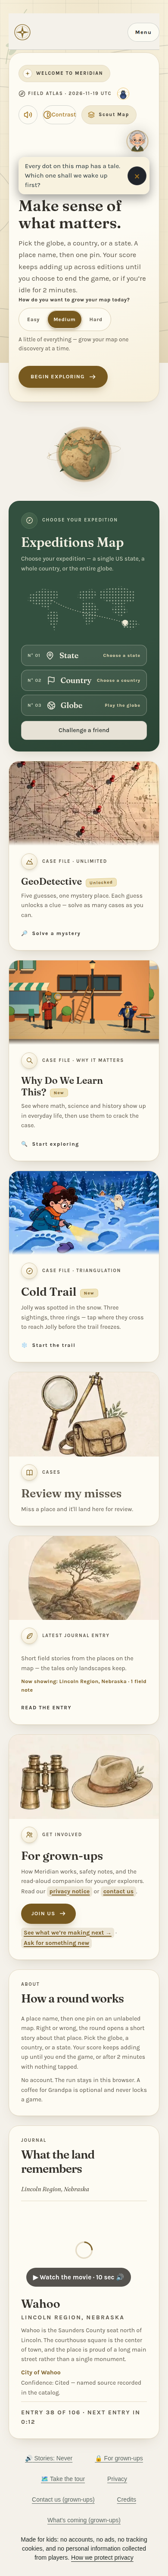 Menu
WELCOME TO MERIDIAN
FIELD ATLAS · 2026-11-19 UTC
Contrast
Scout Map
Every dot on this map has a tale.
Which one shall we wake up
first?
Make sense of
what matters.
Pick the globe, a country, or a state. A
name appears, then one pin. Your score
keeps adding up across editions until
you choose to end the game, or if you're
idle for 2 minutes.
How do you want to grow your map today?
Easy
Medium
Hard
A little of everything — grow your map one
discovery at a time.
BEGIN EXPLORING →
CHOOSE YOUR EXPEDITION
Expeditions Map
Choose your expedition — a single US state, a
whole country, or the entire globe.
N° 01 State Choose a state
N° 02 Country Choose a country
N° 03 Globe Play the globe
Challenge a friend
CASE FILE · UNLIMITED
GeoDetective Unlocked
Five guesses, one mystery place. Each guess
unlocks a clue — solve as many cases as you
can.
Solve a mystery
CASE FILE · WHY IT MATTERS
Why Do We Learn
This? New
See where math, science and history show up
in everyday life, then use them to crack the
case.
Start exploring
CASE FILE · TRIANGULATION
Cold Trail New
Jolly was spotted in the snow. Three
sightings, three rings — tap where they cross
to reach Jolly before the trail freezes.
Start the trail
CASES
Review my misses
Miss a place it'll land here for review.
LATEST JOURNAL ENTRY
Short field stories from the places on the
map — the tales only landscapes keep.
Now showing: Lincoln Region, Nebraska · 1 field
note
READ THE ENTRY
GET INVOLVED
For grown-ups
How Meridian works, safety notes, and the
read-aloud companion for younger explorers.
Read our privacy notice or contact us.
JOIN US →
See what we're making next → ·
Ask for something new
ABOUT
How a round works
A place name, then one pin on an unlabeled
map. Right or wrong, the round opens a short
story about that place. Pick the globe, a
country, or a state. Your score keeps adding
up until you end the game, or after 2 minutes
with nothing tapped.
No account. The run stays in this browser. A
coffee for Grandpa is optional and never locks
a game.
JOURNAL
What the land
remembers
Lincoln Region, Nebraska
▶ Watch the movie · 10 sec 🔊
Wahoo
LINCOLN REGION, NEBRASKA
Wahoo is the Saunders County seat town in
Lincoln. The courthouse square is the center
of town, and the place is proud of a long main
street rather than a skyline.
City of Wahoo
Confidence: Cited — named source recorded
in the catalog.
ENTRY 38 OF 106 · NEXT ENTRY IN
0:12
🔊 Stories: Never
🔒 For grown-ups
🗺️ Take the tour
Privacy
Contact us (grown-ups)
Credits
What's coming (grown-ups)
Made for kids: no accounts, no ads, no tracking
cookies, and no personal information collected
from players. How we protect privacy